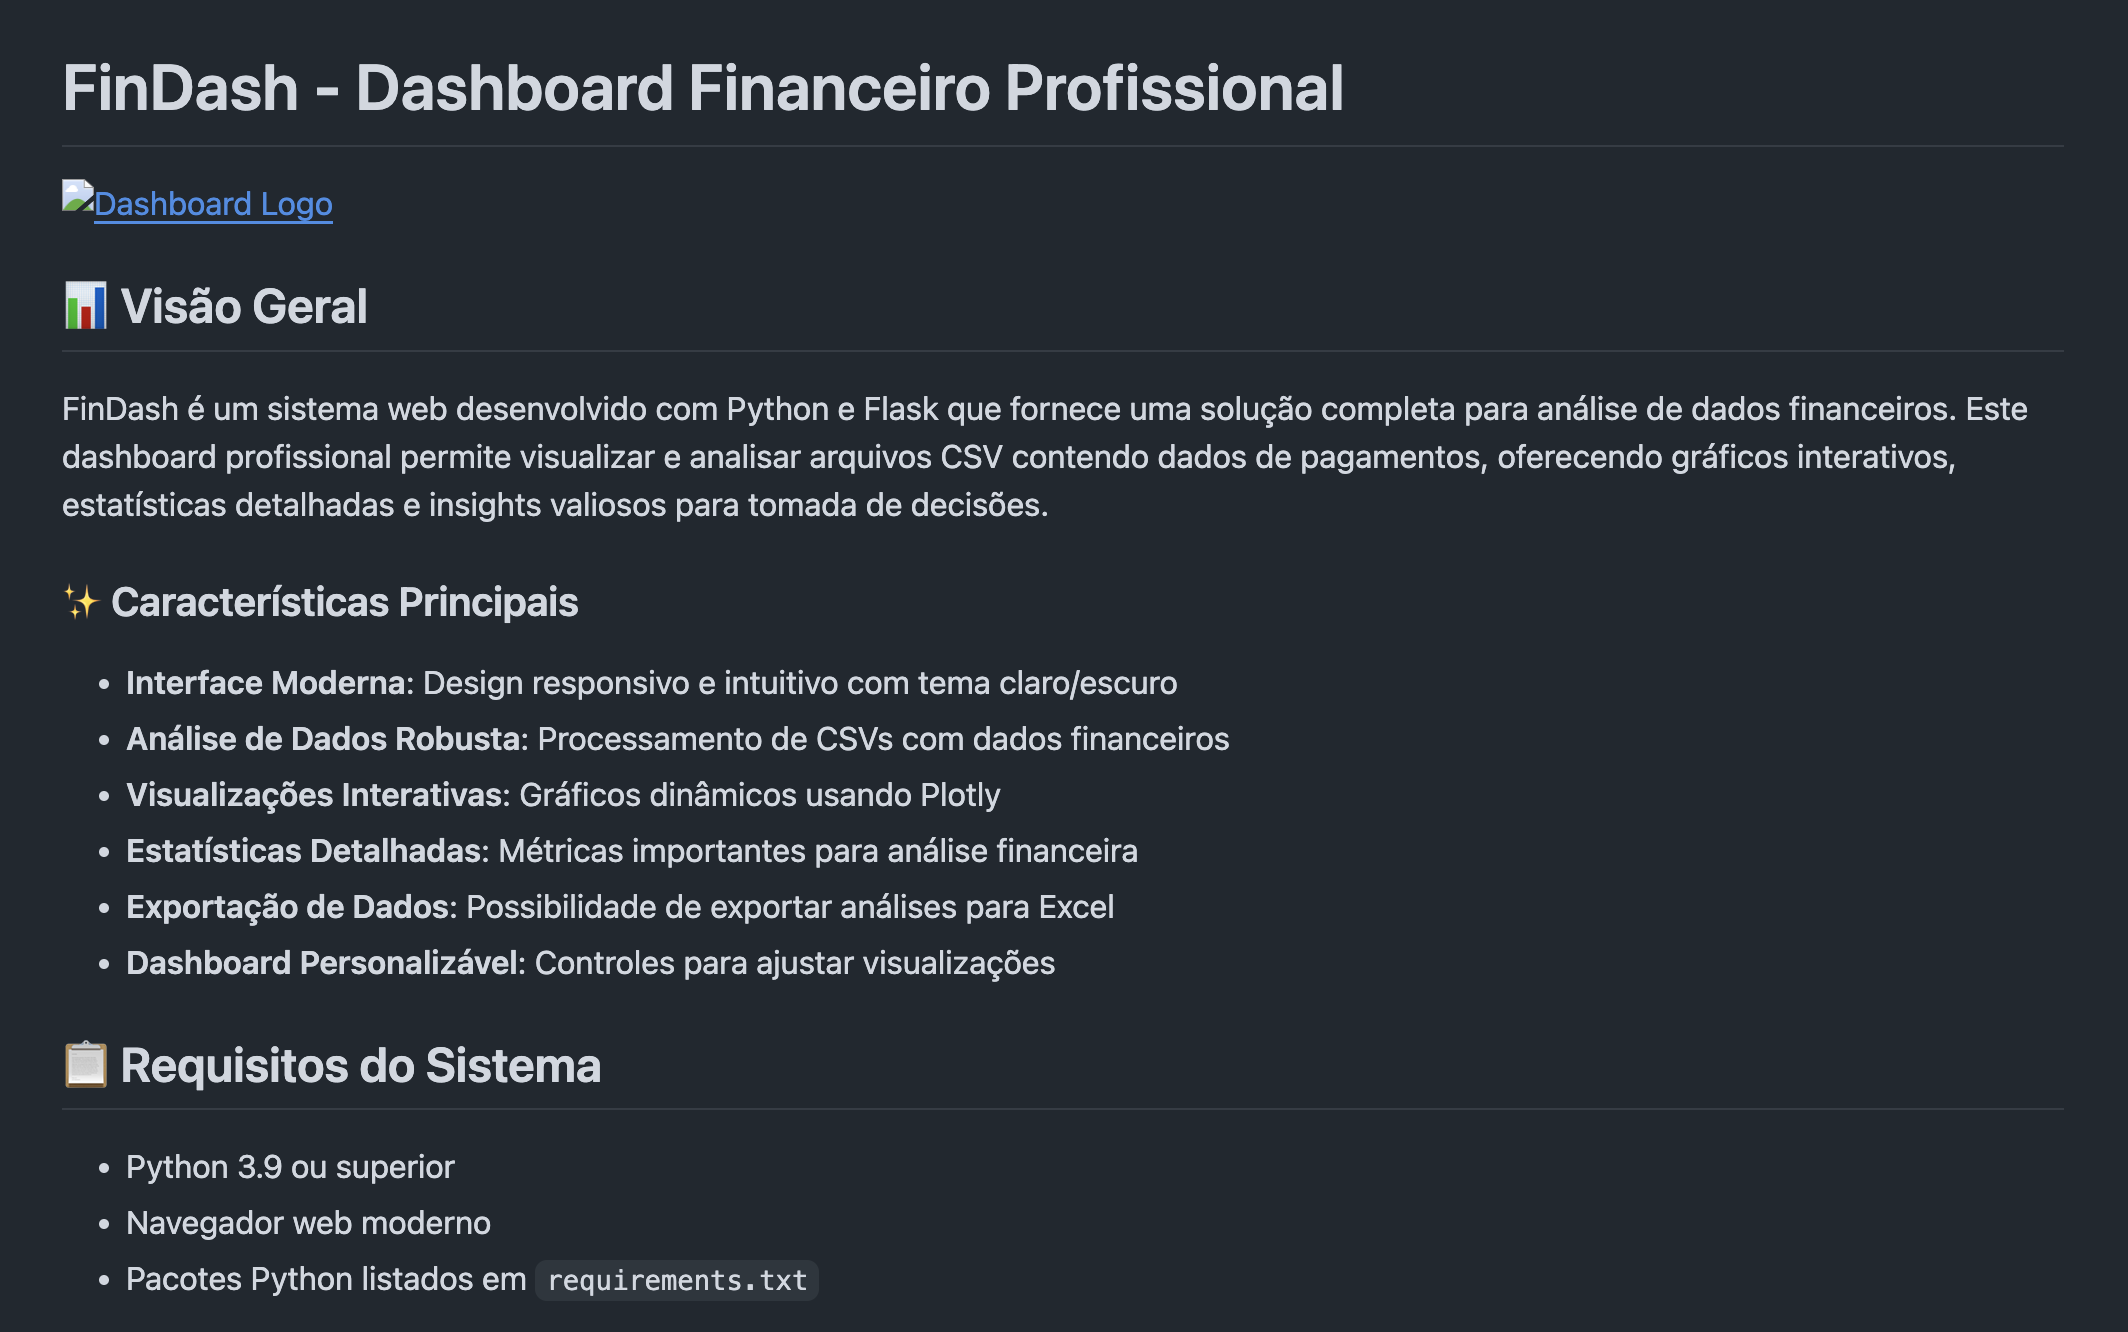 FinDash - Dashboard Financeiro Profissional
Dashboard Logo
📊 Visão Geral
FinDash é um sistema web desenvolvido com Python e Flask que fornece uma solução completa para análise de dados financeiros. Este
dashboard profissional permite visualizar e analisar arquivos CSV contendo dados de pagamentos, oferecendo gráficos interativos,
estatísticas detalhadas e insights valiosos para tomada de decisões.
✨ Características Principais
• Interface Moderna: Design responsivo e intuitivo com tema claro/escuro
• Análise de Dados Robusta: Processamento de CSVs com dados financeiros
• Visualizações Interativas: Gráficos dinâmicos usando Plotly
• Estatísticas Detalhadas: Métricas importantes para análise financeira
• Exportação de Dados: Possibilidade de exportar análises para Excel
• Dashboard Personalizável: Controles para ajustar visualizações
📋 Requisitos do Sistema
• Python 3.9 ou superior
• Navegador web moderno
• Pacotes Python listados em requirements.txt